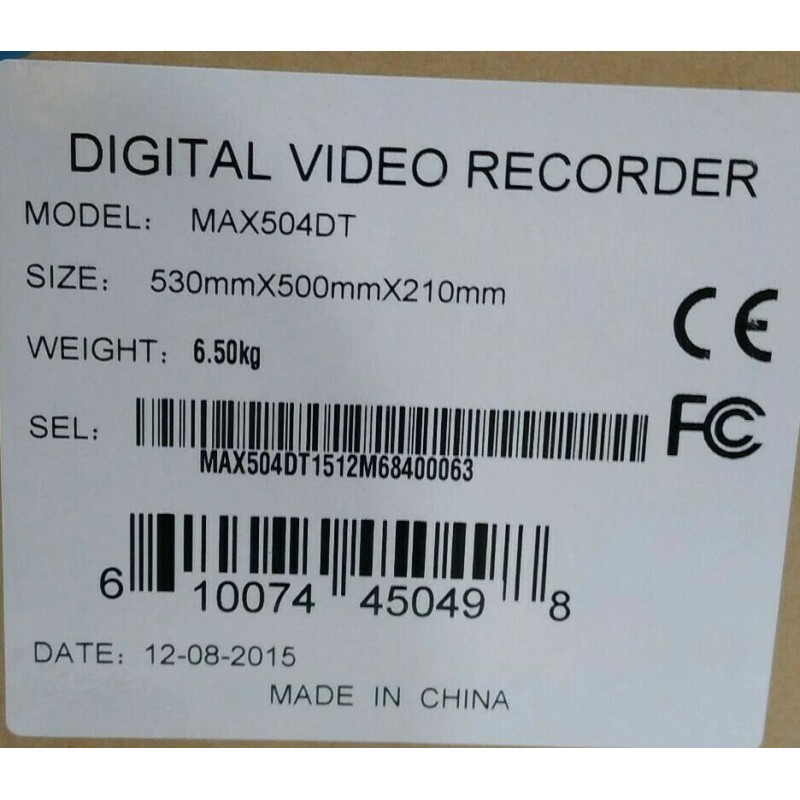 DIGITAL VIDEO RECORDER
MODEL: MAX504DT
SIZE: 530mmX500mmX210mm
WEIGHT: 6.50kg
CE
SEL:
FC
MAX504DT1512M68400063
6 10074 45049 8
DATE: 12-08-2015
MADE IN CHINA